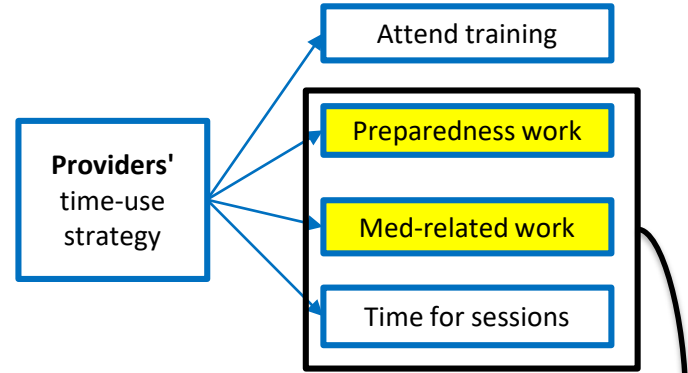 Attend training
Preparedness work
Providers'
time-use
strategy
Med-related work
Time for sessions